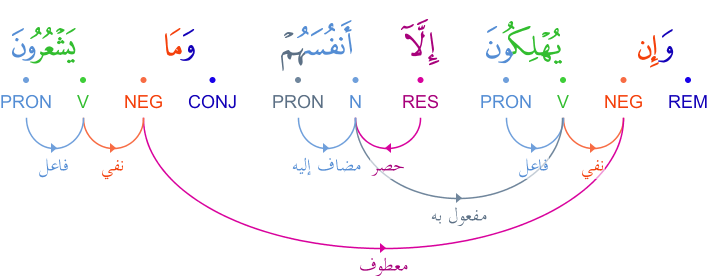 وَإِن يُهْلِكُونَ إِلَّآ أَنفُسَهُمْ وَمَا يَشْعُرُونَ
REM NEG V PRON RES N PRON CONJ NEG V PRON
نفي فاعل حصر مضاف إليه نفي فاعل
مفعول به
معطوف